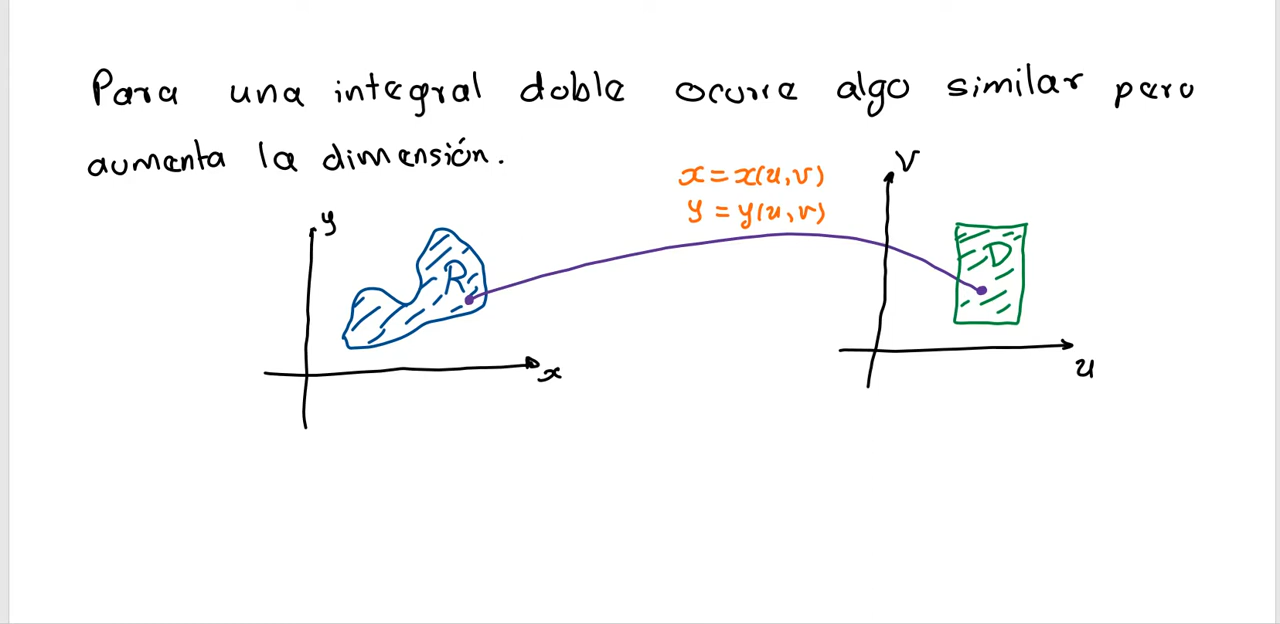 Para una integral doble ocurre algo similar pero
aumenta la dimensión.
x = x(u,v)
y = y(u,v)
y
R
x
v
D
u